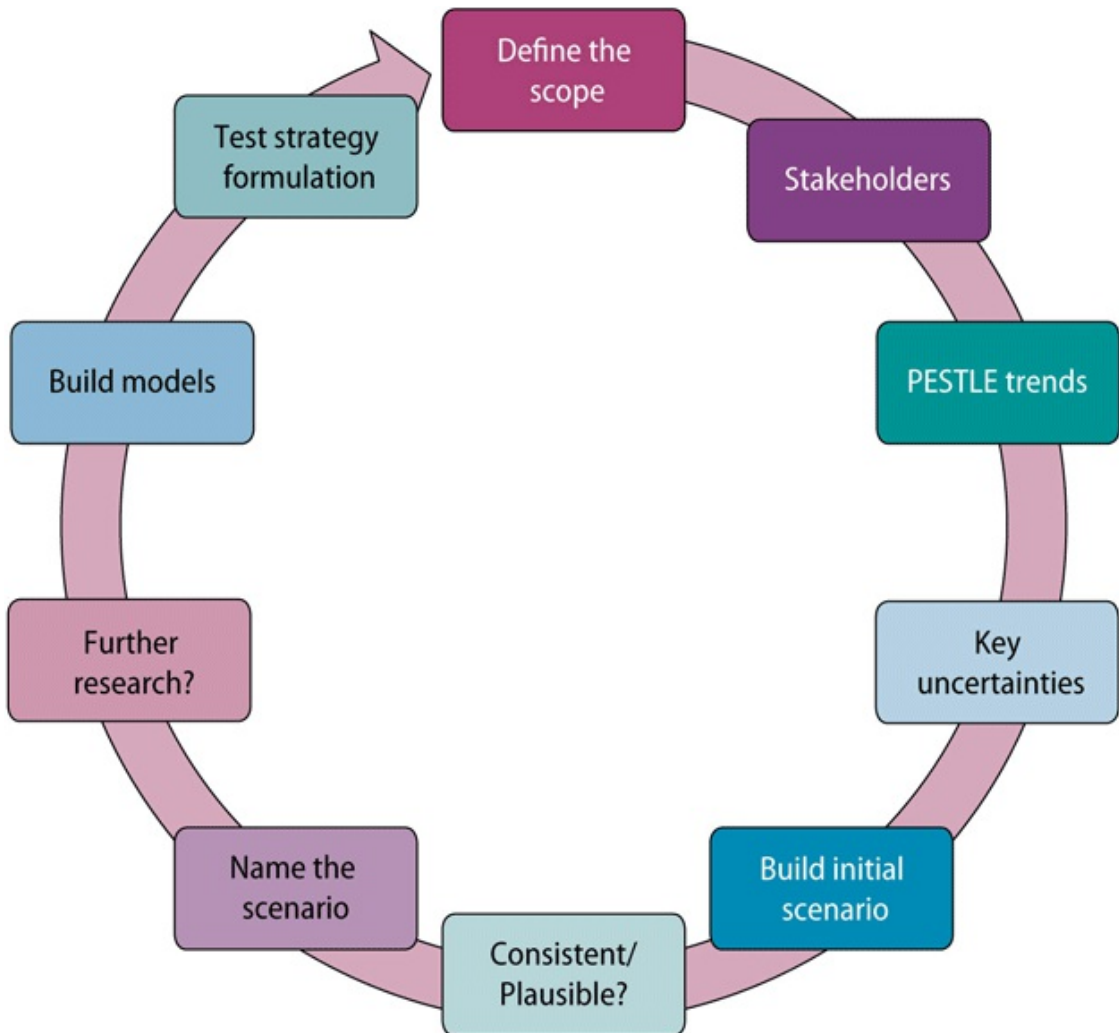 Define the
scope
Stakeholders
PESTLE trends
Key
uncertainties
Build initial
scenario
Consistent/
Plausible?
Name the
scenario
Further
research?
Build models
Test strategy
formulation